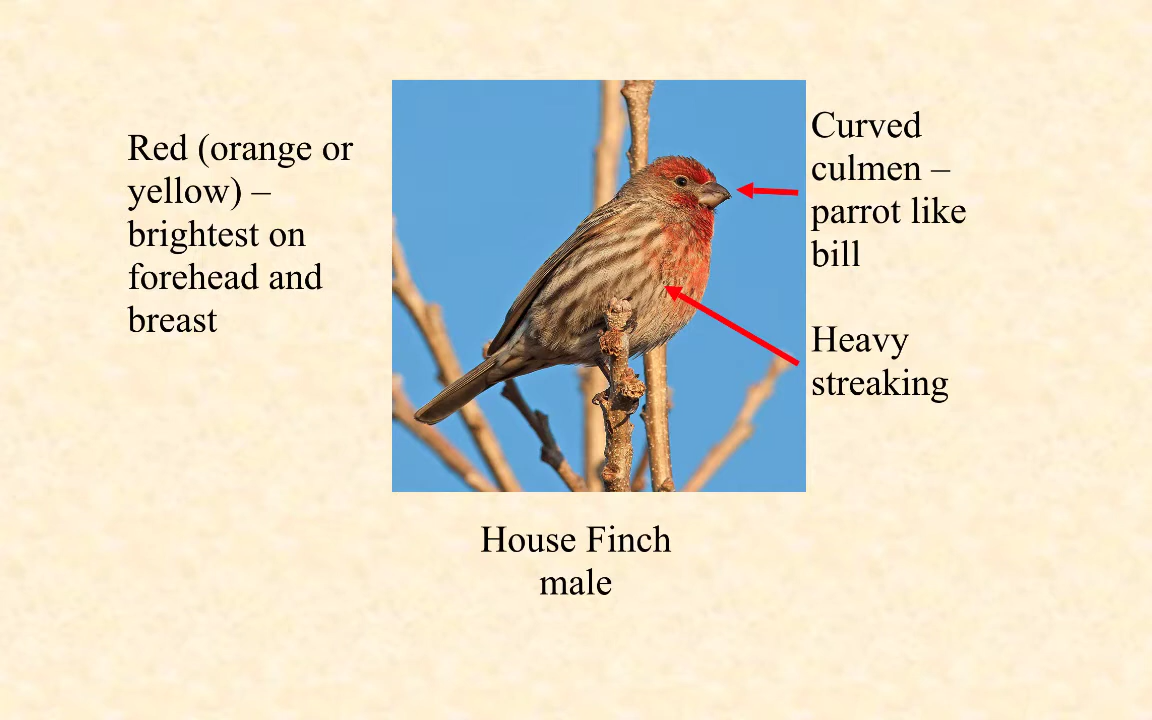 Red (orange or
yellow) –
brightest on
forehead and
breast
Curved
culmen –
parrot like
bill
Heavy
streaking
House Finch
male